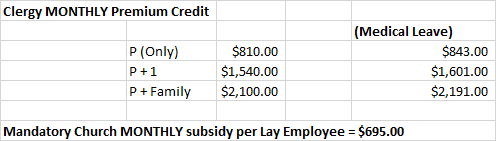 Clergy MONTHLY Premium Credit
(Medical Leave)
P (Only) $810.00 $843.00
P + 1 $1,540.00 $1,601.00
P + Family $2,100.00 $2,191.00
Mandatory Church MONTHLY subsidy per Lay Employee = $695.00